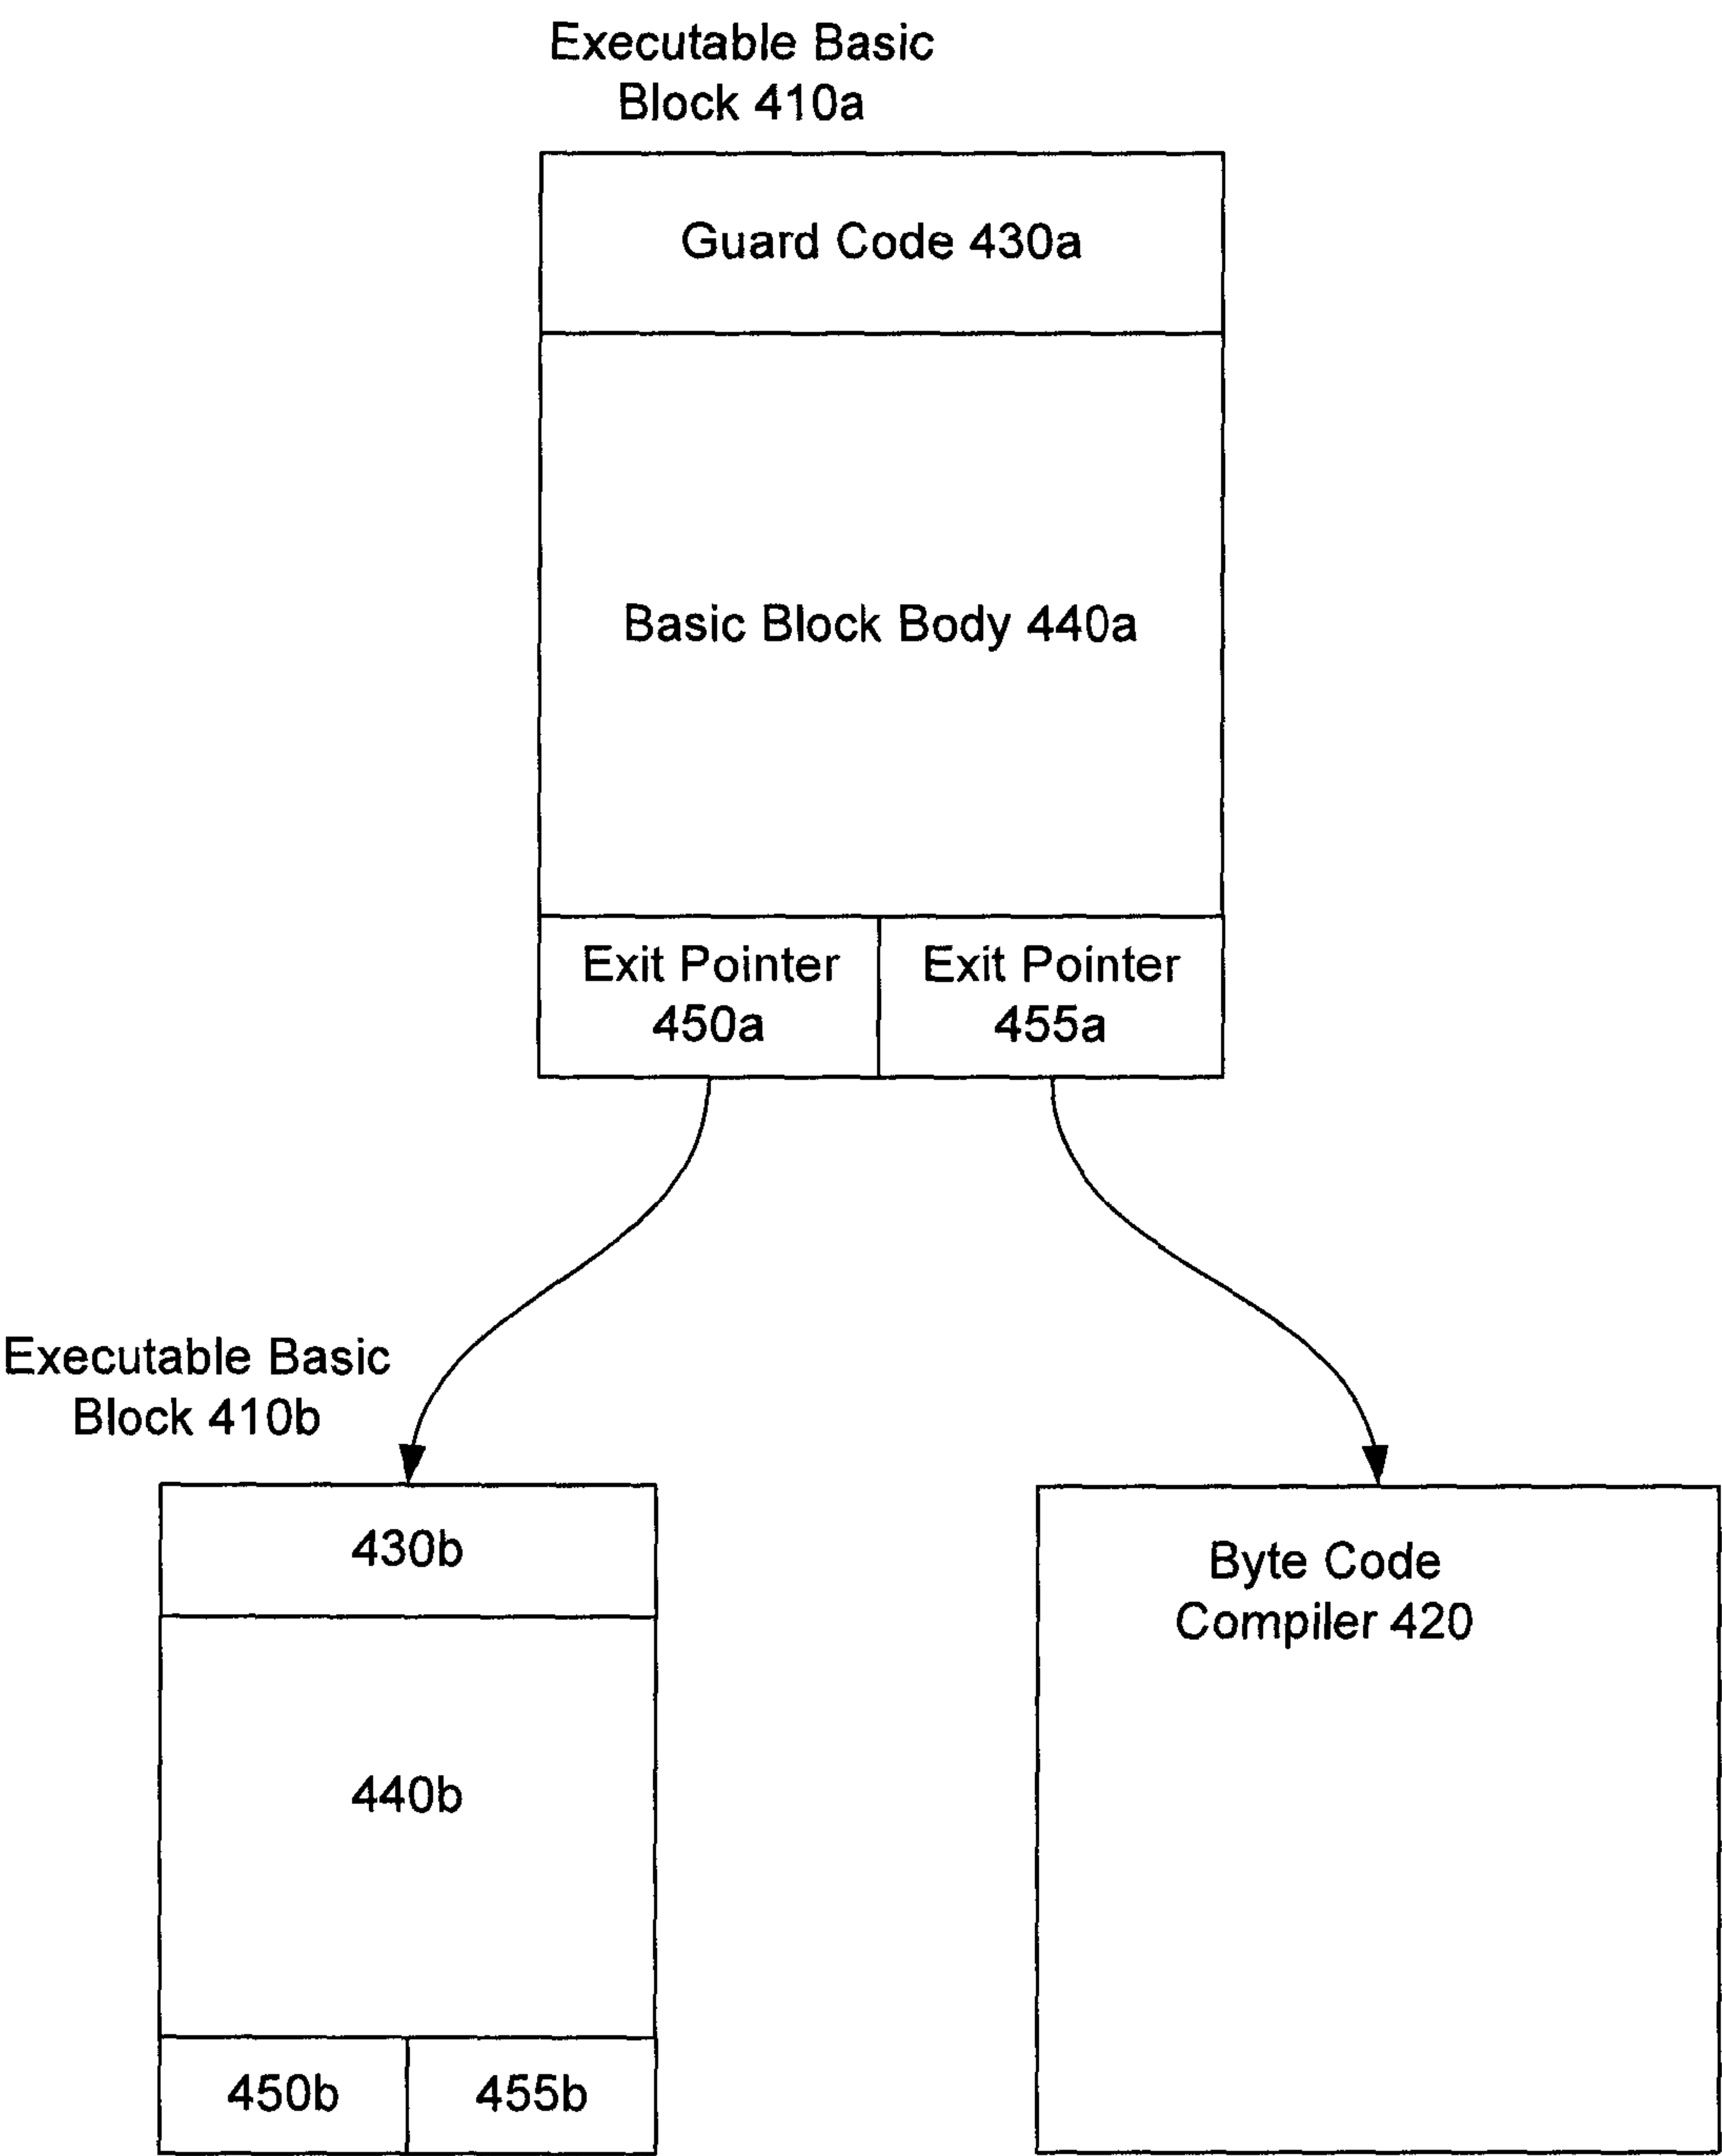 Executable Basic
Block 410a
Guard Code 430a
Basic Block Body 440a
Exit Pointer
450a
Exit Pointer
455a
Executable Basic
Block 410b
430b
440b
450b
455b
Byte Code
Compiler 420